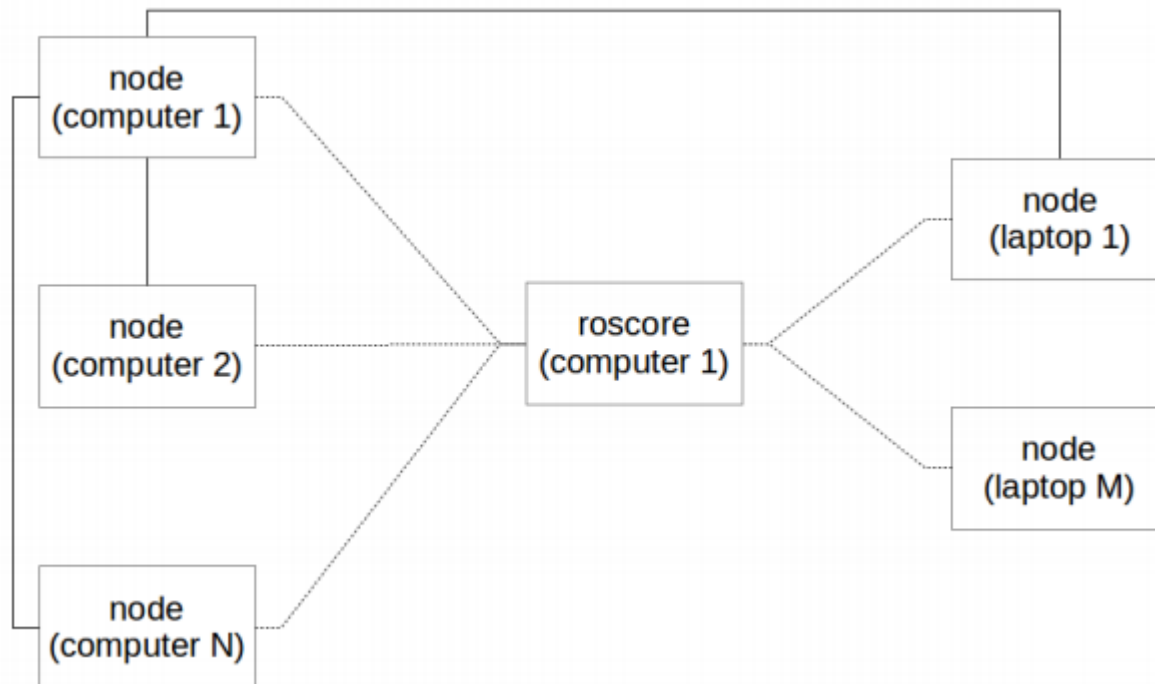 node
(computer 1)
node
(laptop 1)
node
(computer 2)
roscore
(computer 1)
node
(laptop M)
node
(computer N)